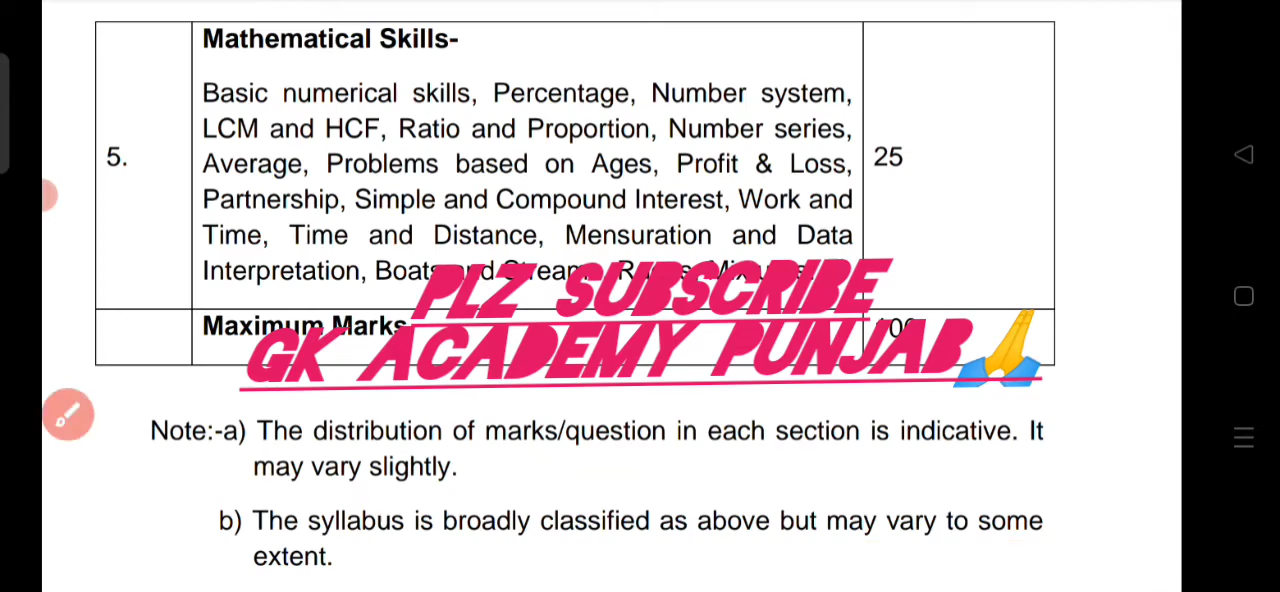 Mathematical Skills-
Basic numerical skills, Percentage, Number system,
LCM and HCF, Ratio and Proportion, Number series,
5. Average, Problems based on Ages, Profit & Loss, 25
Partnership, Simple and Compound Interest, Work and
Time, Time and Distance, Mensuration and Data
Interpretation, Boats and Stream,
PLZ SUBSCRIBE
Maximum Marks 100
GK ACADEMY PUNJAB🙏
Note:-a) The distribution of marks/question in each section is indicative. It
may vary slightly.
b) The syllabus is broadly classified as above but may vary to some
extent.